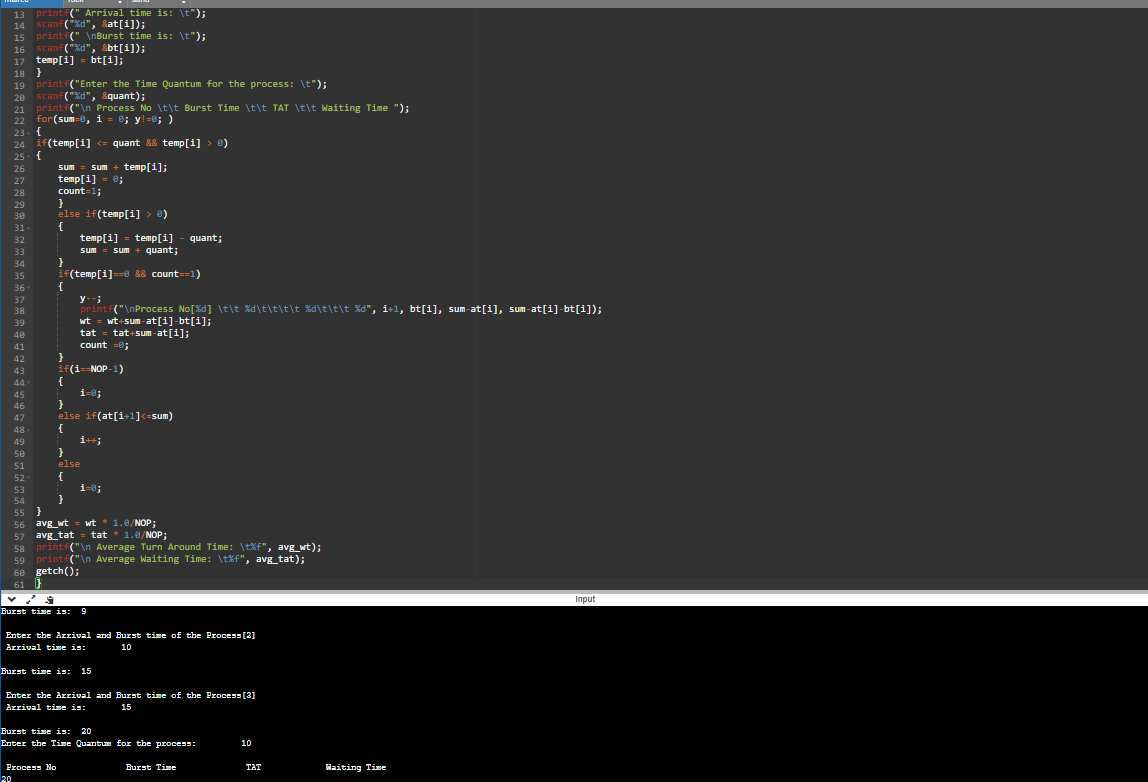 13 printf(" Arrival time is: \t");
14 scanf("%d", &at[i]);
15 printf(" \nBurst time is: \t");
16 scanf("%d", &bt[i]);
17 temp[i] = bt[i];
18 }
19 printf("Enter the Time Quantum for the process: \t");
20 scanf("%d", &quant);
21 printf("\n Process No \t\t Burst Time \t\t TAT \t\t Waiting Time ");
22 for(sum=0, i = 0; y!=0; )
23 {
24 if(temp[i] <= quant && temp[i] > 0)
25 {
26 sum = sum + temp[i];
27 temp[i] = 0;
28 count=1;
29 }
30 else if(temp[i] > 0)
31 {
32 temp[i] = temp[i] - quant;
33 sum = sum + quant;
34 }
35 if(temp[i]==0 && count==1)
36 {
37 y--;
38 printf("\nProcess No[%d] \t\t %d\t\t\t\t %d\t\t\t %d", i+1, bt[i], sum-at[i], sum-at[i]-bt[i]);
39 wt = wt+sum-at[i]-bt[i];
40 tat = tat+sum-at[i];
41 count =0;
42 }
43 if(i==NOP-1)
44 {
45 i=0;
46 }
47 else if(at[i+1]<=sum)
48 {
49 i++;
50 }
51 else
52 {
53 i=0;
54 }
55 }
56 avg_wt = wt * 1.0/NOP;
57 avg_tat = tat * 1.0/NOP;
58 printf("\n Average Turn Around Time: \t%f", avg_wt);
59 printf("\n Average Waiting Time: \t%f", avg_tat);
60 getch();
61 }
input
Burst time is: 9
Enter the Arrival and Burst time of the Process[2]
Arrival time is: 10
Burst time is: 15
Enter the Arrival and Burst time of the Process[3]
Arrival time is: 15
Burst time is: 20
Enter the Time Quantum for the process: 10
Process No Burst Time TAT Waiting Time
20